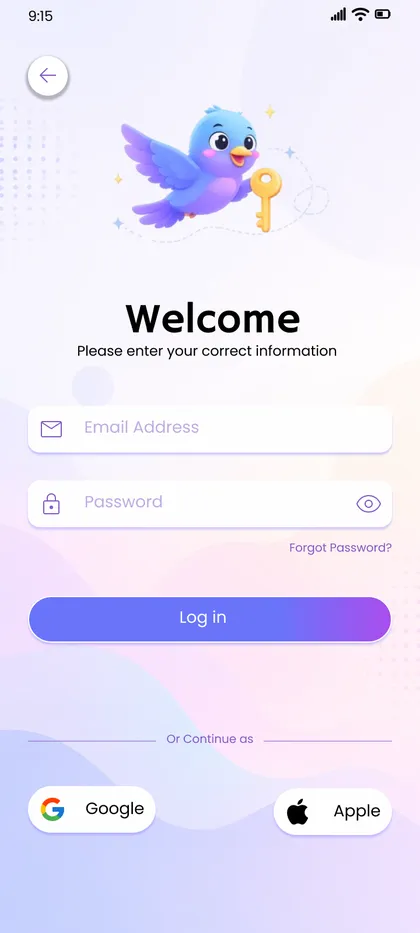 9:15
Welcome
Please enter your correct information
Email Address
Password
Forgot Password?
Log in
Or Continue as
Google
Apple